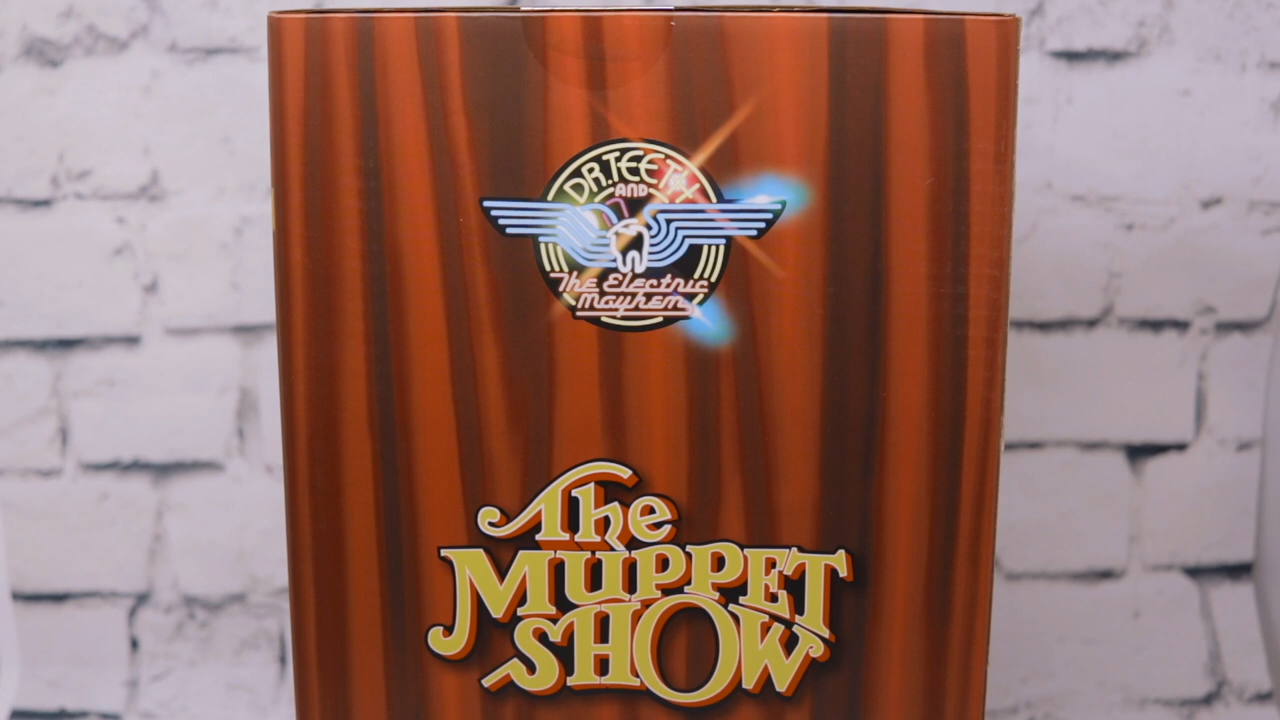 DR. TEETH
AND
The Electric
Mayhem
The
MUPPET
SHOW